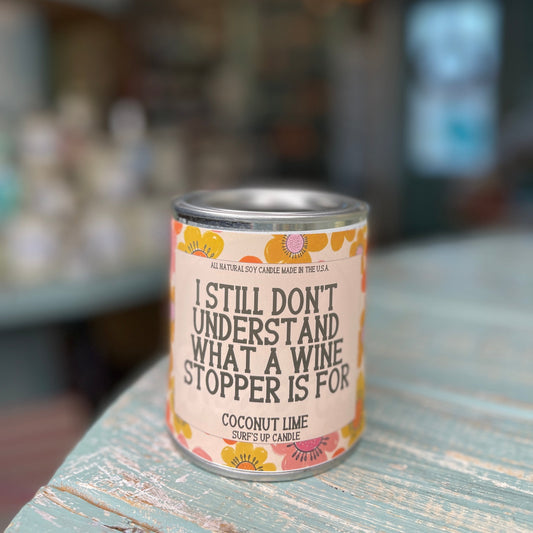 ALL NATURAL SOY CANDLE MADE IN THE U.S.A.
I STILL DON'T
UNDERSTAND
WHAT A WINE
STOPPER IS FOR
COCONUT LIME
SURF'S UP CANDLE